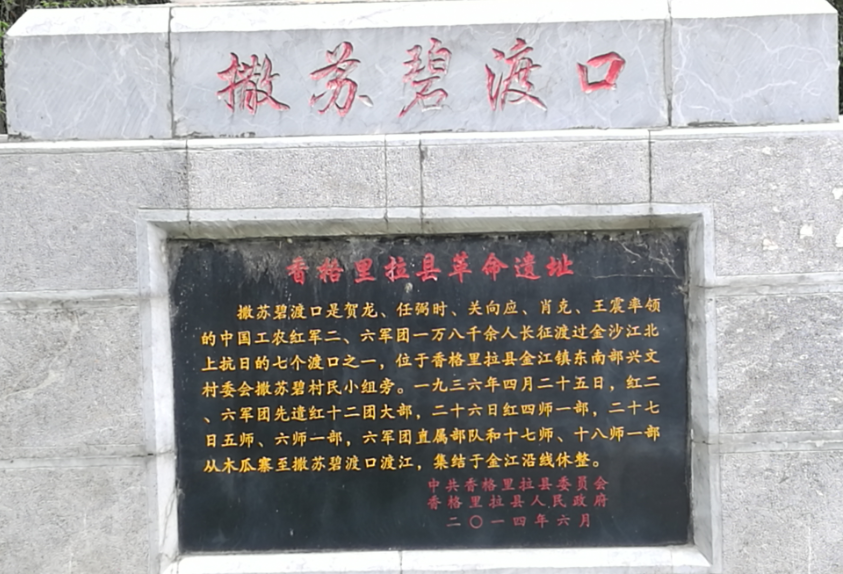 撒苏碧渡口
香格里拉县革命遗址
撒苏碧渡口是贺龙、任弼时、关向应、肖克、王震率领
的中国工农红军二、六军团一万八千余人长征渡过金沙江北
上抗日的七个渡口之一，位于香格里拉县金江镇东南部兴文
村委会撒苏碧村民小组旁。一九三六年四月二十五日，红二
、六军团先遣红十二团大部，二十六日红四师一部，二十七
日五师、六师一部，六军团直属部队和十七师、十八师一部
从木瓜寨至撒苏碧渡口渡江，集结于金江沿线休整。
中共香格里拉县委员会
香格里拉县人民政府
二〇一四年六月